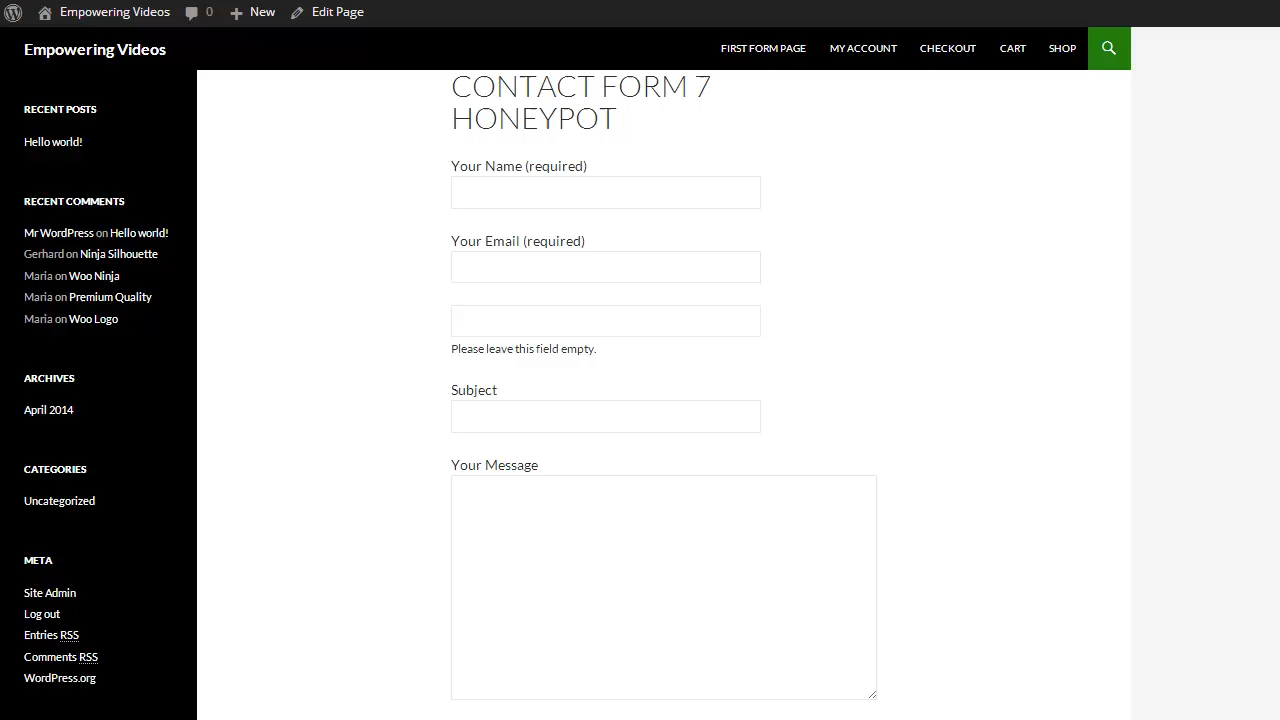 Empowering Videos 0 New Edit Page
Empowering Videos FIRST FORM PAGE MY ACCOUNT CHECKOUT CART SHOP
RECENT POSTS
Hello world!
RECENT COMMENTS
Mr WordPress on Hello world!
Gerhard on Ninja Silhouette
Maria on Woo Ninja
Maria on Premium Quality
Maria on Woo Logo
ARCHIVES
April 2014
CATEGORIES
Uncategorized
META
Site Admin
Log out
Entries RSS
Comments RSS
WordPress.org
CONTACT FORM 7
HONEYPOT
Your Name (required)
Your Email (required)
Please leave this field empty.
Subject
Your Message